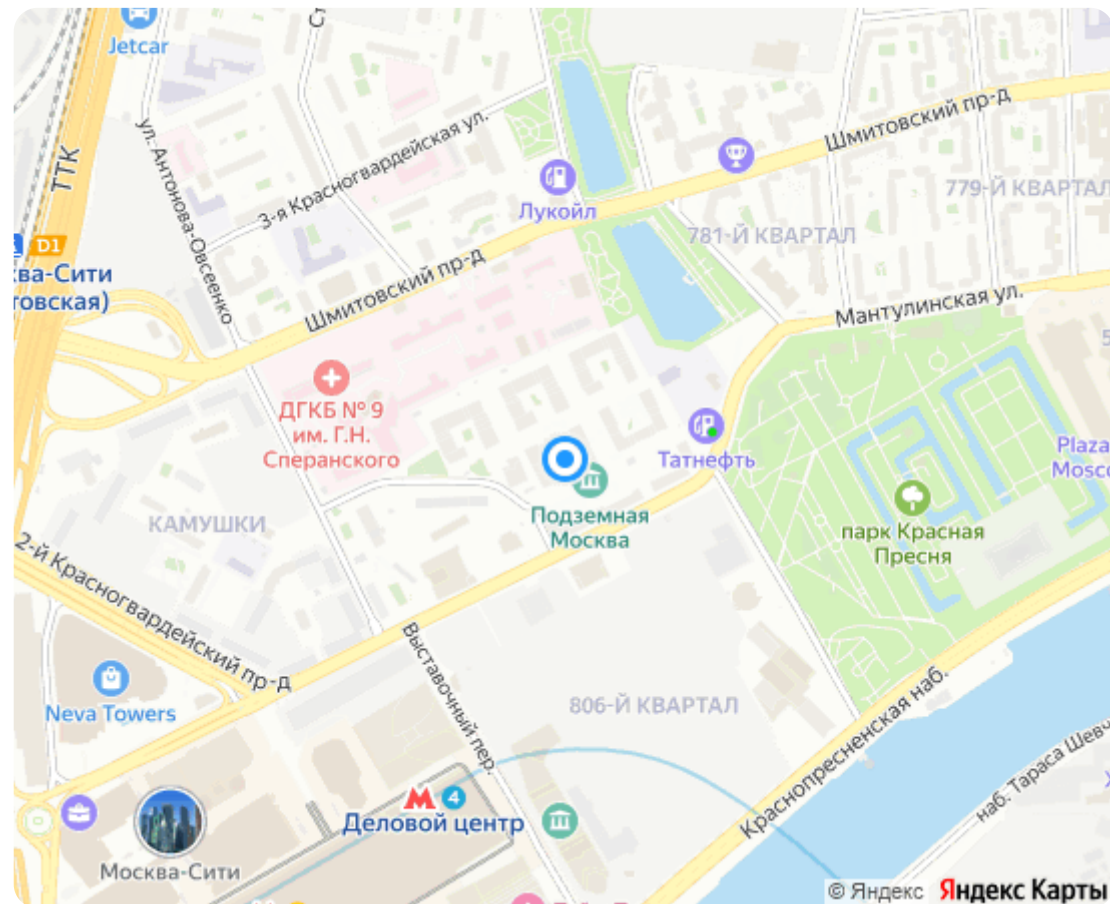 Jetcar
ТТК
ул. Антонова-Овсеенко
3-я Красногвардейская ул.
Лукойл
Шмитовский пр-д
779-Й КВАРТАЛ
781-Й КВАРТАЛ
D1
ква-Сити
товская)
Шмитовский пр-д
Мантулинская ул.
ДГКБ № 9
им. Г.Н.
Сперанского
Татнефть
Plaza
Mosco
КАМУШКИ
Подземная
Москва
парк Красная
Пресня
2-й Красногвардейский пр-д
Neva Towers
Выставочный пер.
806-Й КВАРТАЛ
Краснопресненская наб.
наб. Тараса Шевч
М 4
Деловой центр
Москва-Сити
© Яндекс Яндекс Карты